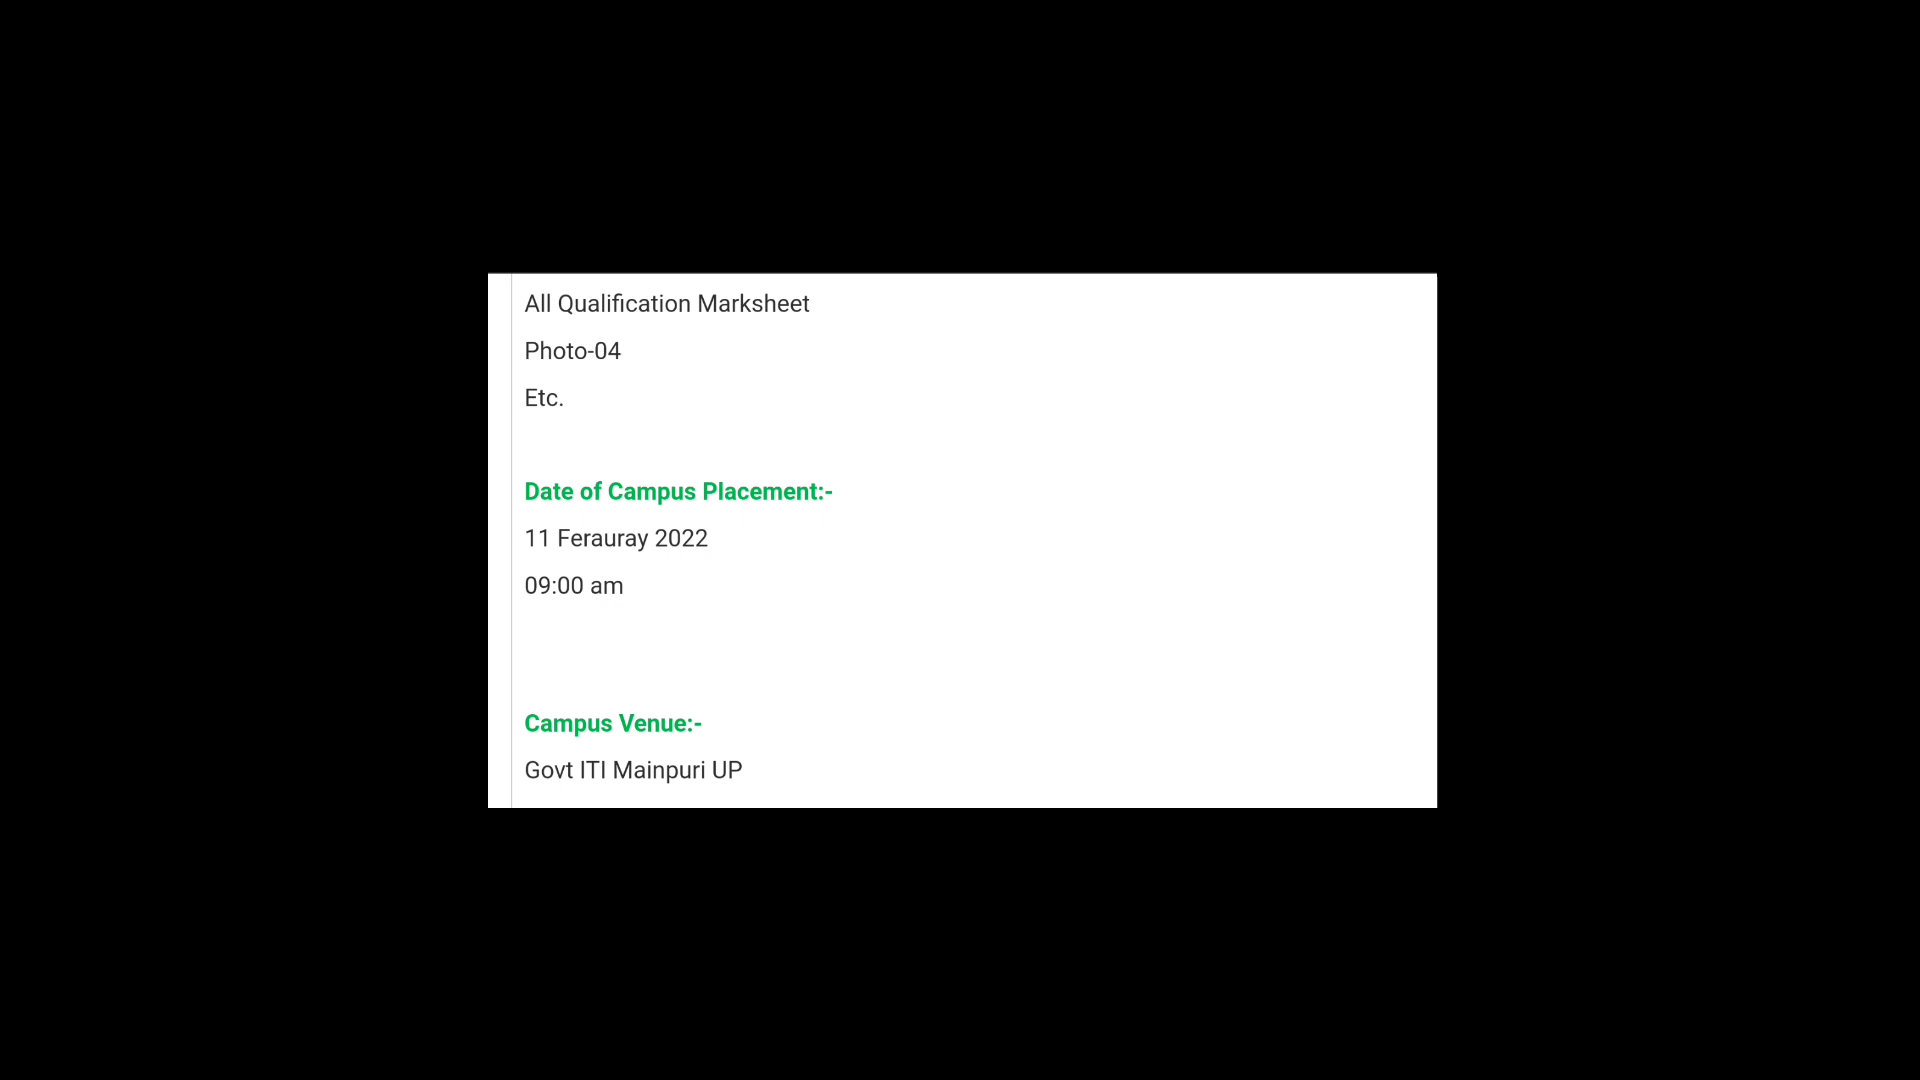 All Qualification Marksheet
Photo-04
Etc.
Date of Campus Placement:-
11 Ferauray 2022
09:00 am
Campus Venue:-
Govt ITI Mainpuri UP